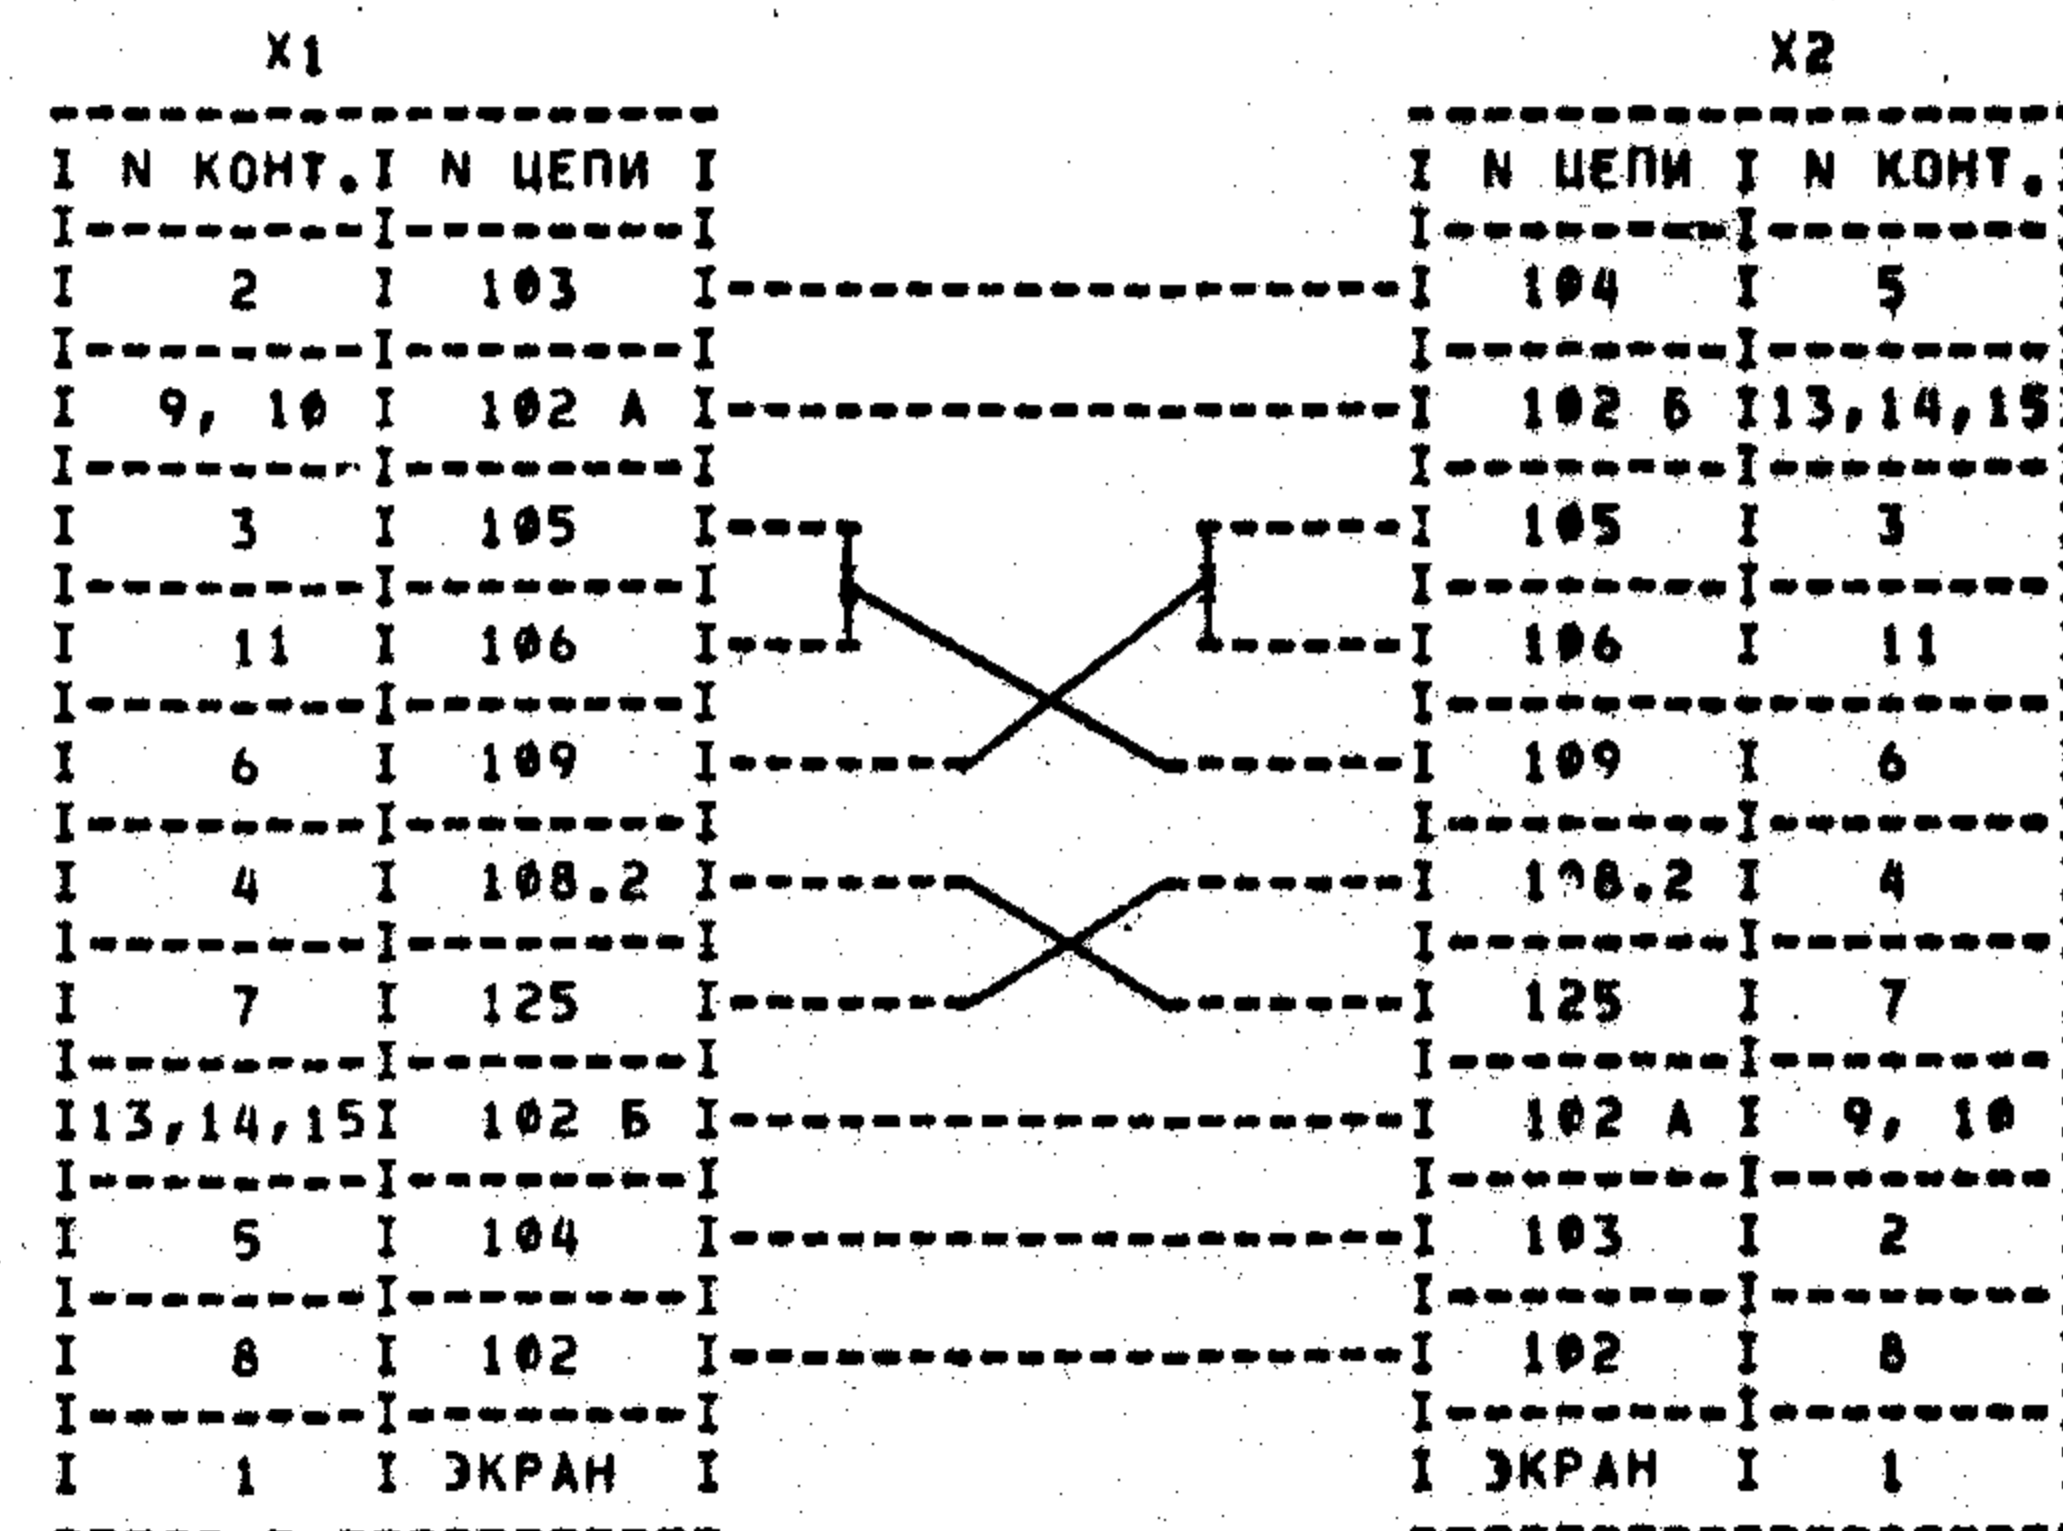 X1 X2
N КОНТ. N ЦЕПИ N ЦЕПИ N КОНТ.
2 103 104 5
9, 10 102 А 102 Б 13,14,15
3 105 105 3
11 106 106 11
6 109 109 6
4 108.2 108.2 4
7 125 125 7
13,14,15 102 Б 102 А 9, 10
5 104 103 2
8 102 102 8
1 ЭКРАН ЭКРАН 1